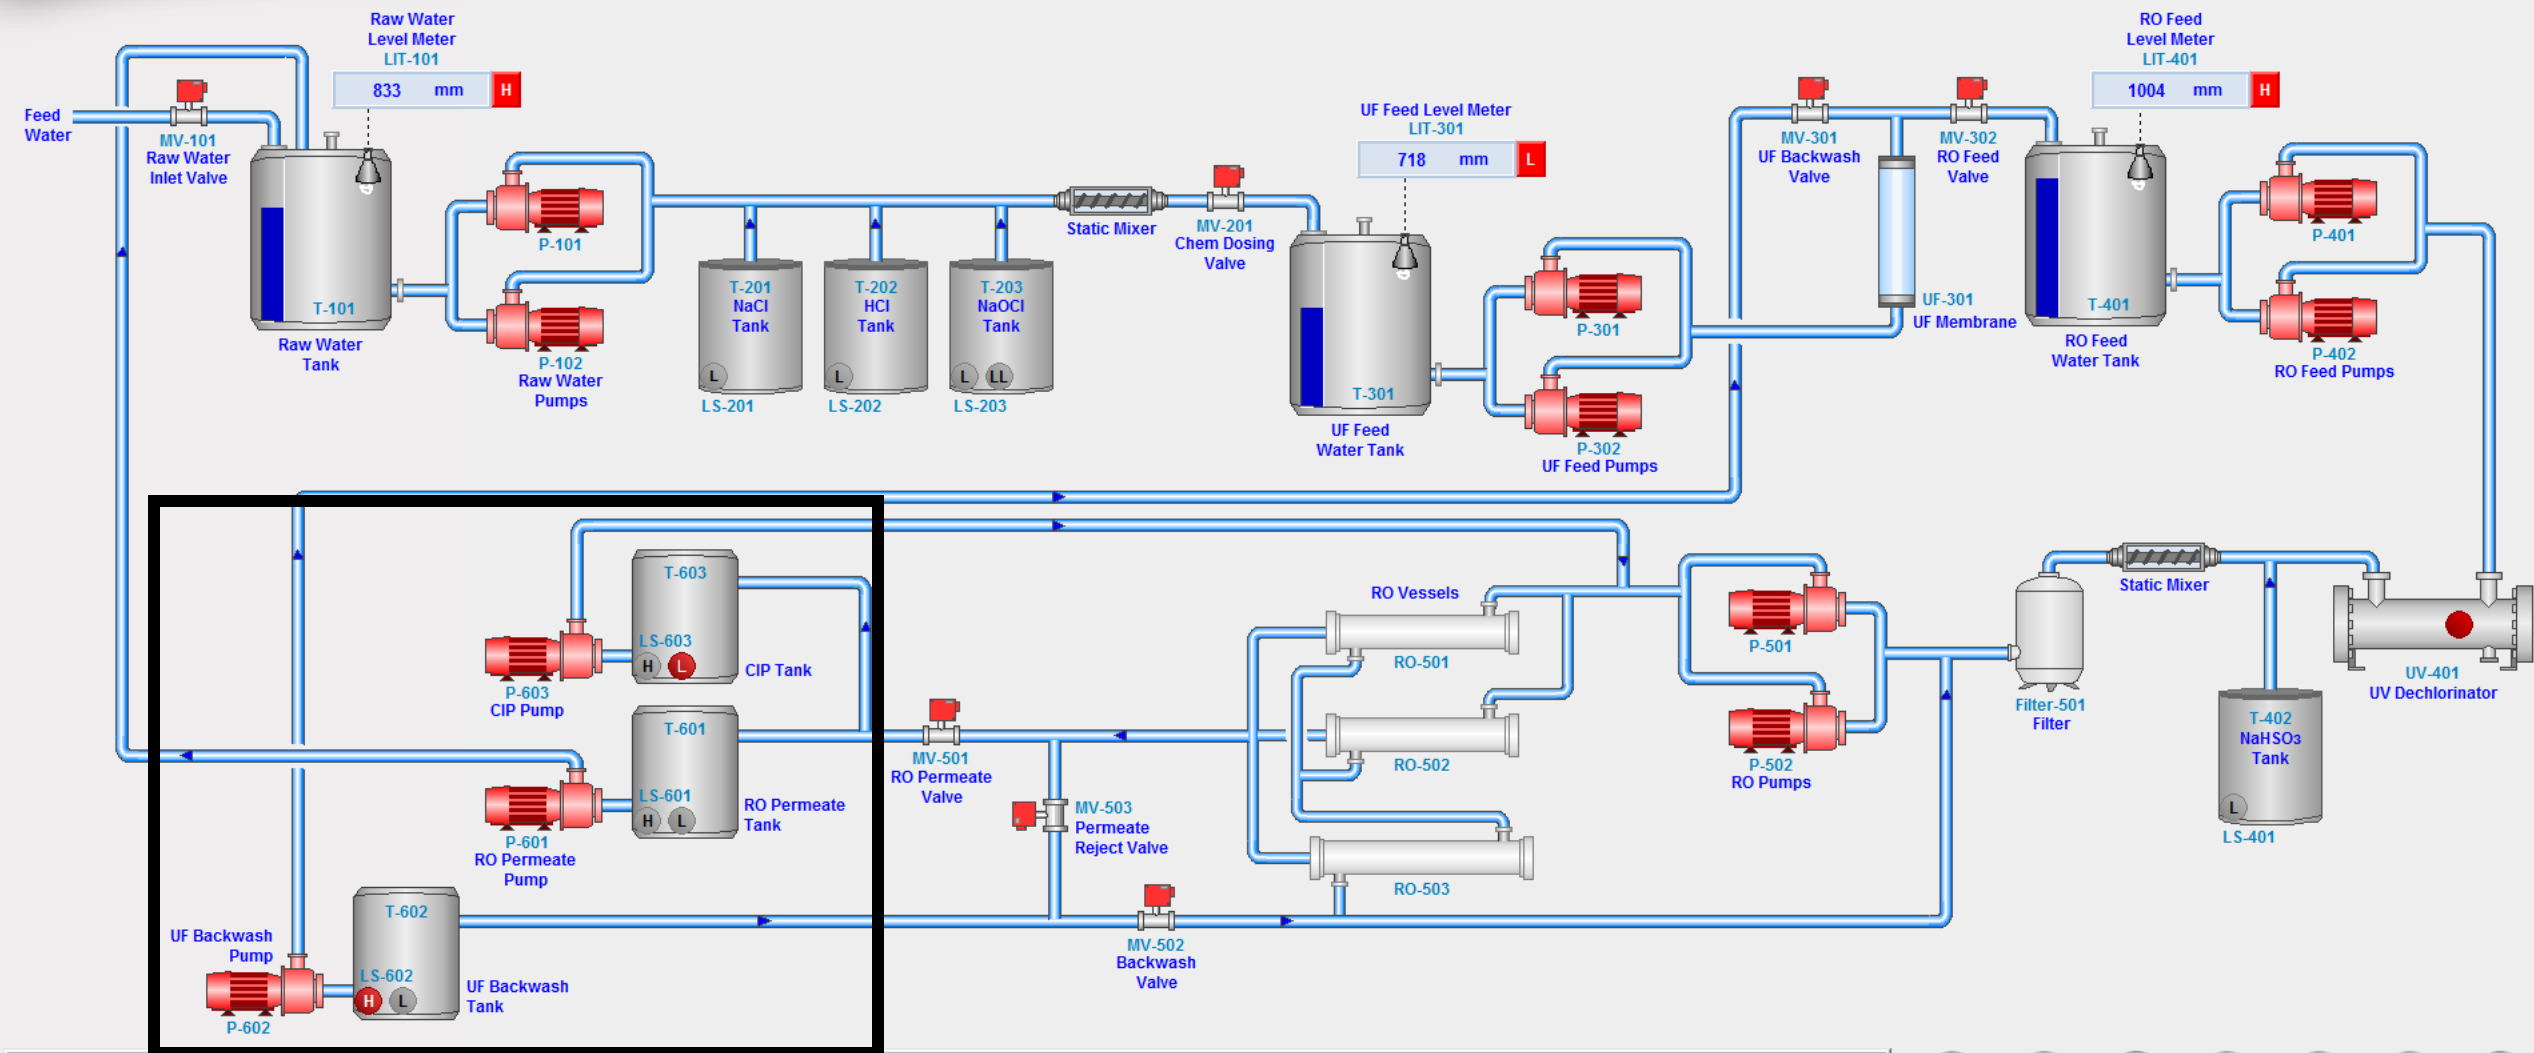 Raw Water
Level Meter
LIT-101
833 mm H
Feed
Water
MV-101
Raw Water
Inlet Valve
T-101
Raw Water
Tank
P-101
P-102
Raw Water
Pumps
T-201
NaCl
Tank
L
LS-201
T-202
HCl
Tank
L
LS-202
T-203
NaOCl
Tank
L LL
LS-203
Static Mixer
MV-201
Chem Dosing
Valve
UF Feed Level Meter
LIT-301
718 mm L
T-301
UF Feed
Water Tank
P-301
P-302
UF Feed Pumps
MV-301
UF Backwash
Valve
MV-302
RO Feed
Valve
UF-301
UF Membrane
RO Feed
Level Meter
LIT-401
1004 mm H
T-401
RO Feed
Water Tank
P-401
P-402
RO Feed Pumps
T-603
LS-603
H L
CIP Tank
P-603
CIP Pump
T-601
LS-601
H L
RO Permeate
Tank
P-601
RO Permeate
Pump
T-602
LS-602
H L
UF Backwash
Tank
UF Backwash
Pump
P-602
MV-501
RO Permeate
Valve
MV-503
Permeate
Reject Valve
MV-502
Backwash
Valve
RO Vessels
RO-501
RO-502
RO-503
P-501
P-502
RO Pumps
Filter-501
Filter
Static Mixer
T-402
NaHSO3
Tank
L
LS-401
UV-401
UV Dechlorinator